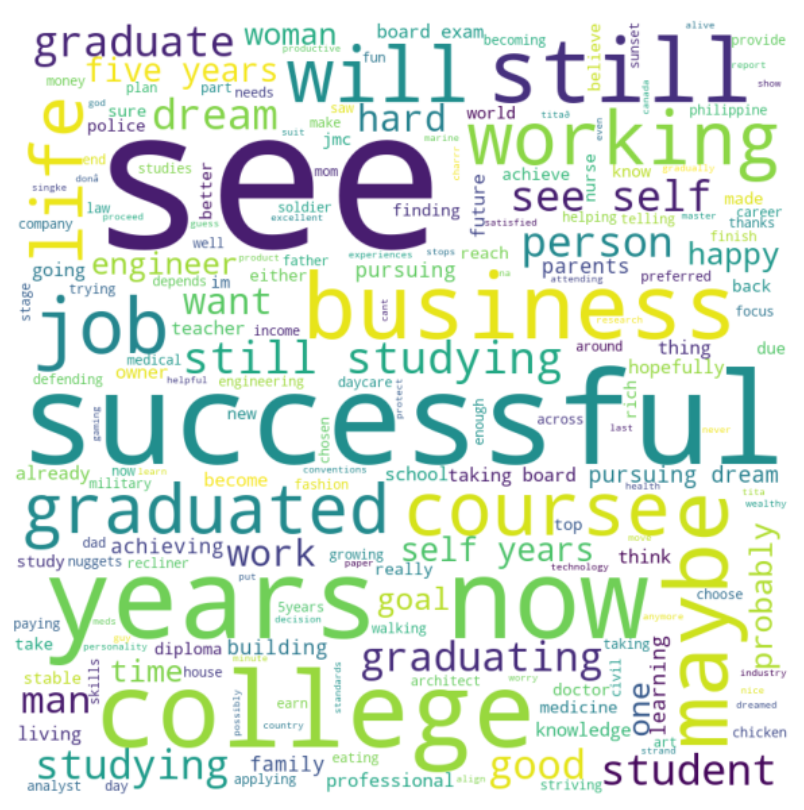 graduate
woman
board exam
becoming
alive
productive
fun
provide
sunset
believe
report
show
five years
will
still
money
plan
part
needs
saw
god
sure
dream
make
hard
world
titað
canada
philippine
even
suit
police
jmc
marine
working
life
see
end
studies
mom
charrr
achieve
nurse
know
gradually
singke
donå
law
better
soldier
excellent
finding
future
see self
made
master
career
thanks
company
proceed
guess
well
satisfied
helping
telling
finish
going
engineer
father
experiences
stops
reach
person
happy
product
either
pursuing
na
parents
preferred
attending
stage
trying
depends
im
want
back
job
teacher
income
business
cant
research
focus
medical
still studying
around
thing
due
owner
hopefully
defending
helpful
engineering
daycare
rich
gaming
new
chosen
protect
enough
across
last
never
successful
already
now
learn
become
conventions
school
taking board
pursuing dream
military
fashion
health
tita
wealthy
graduated
course
top
move
maybe
probably
study
dad
achieving
work
growing
self years
think
nuggets
recliner
really
paper
technology
put
choose
years now
5years
goal
decision
walking
anymore
paying
take
meds
guy
personality
diploma
building
graduating
taking
one
learning
industry
stable
time
skills
house
minute
standards
architect
doctor
civil
worry
nice
man
college
possibly
earn
country
medicine
dreamed
living
knowledge
art
chicken
strand
studying
family
eating
good
student
analyst
day
applying
professional
align
striving